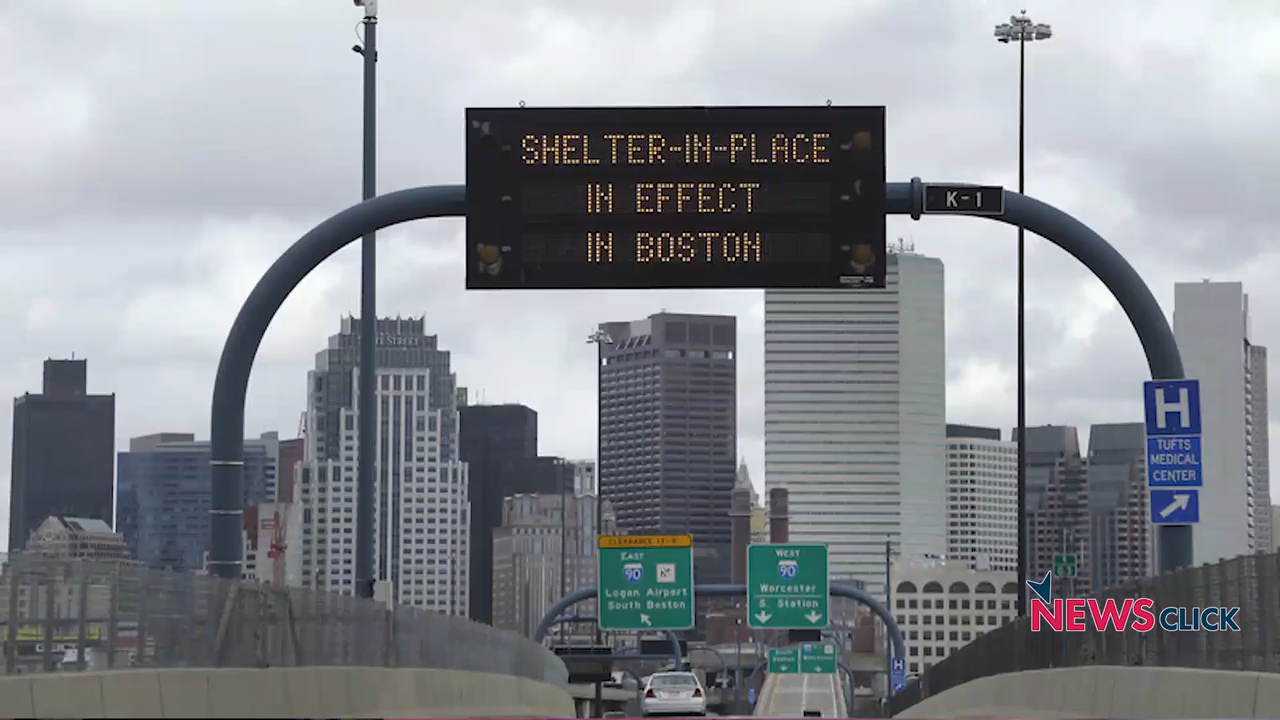 SHELTER-IN-PLACE
IN EFFECT
IN BOSTON
K-1
H
TUFTS
MEDICAL
CENTER
EAST
90
Logan Airport
South Boston
WEST
90
Worcester
S. Station
H
NEWSCLICK